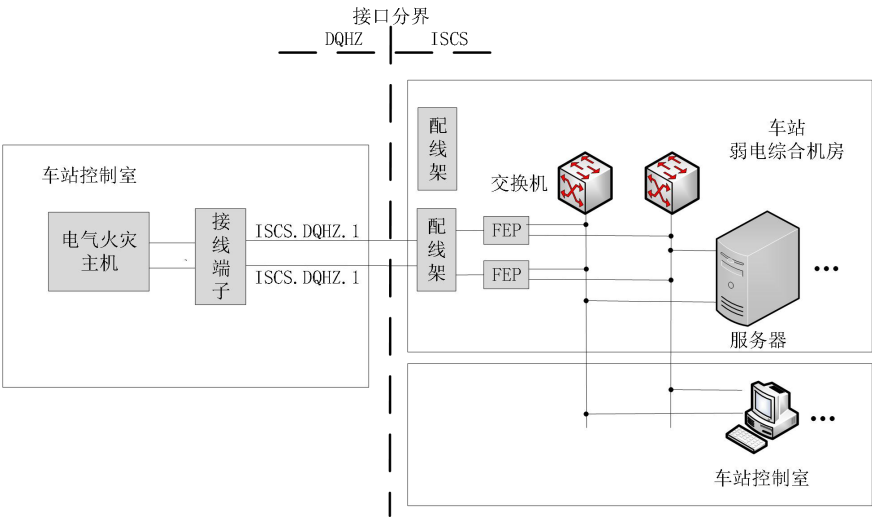 接口分界
DQHZ
ISCS
车站控制室
电气火灾
主机
接
线
端
子
ISCS.DQHZ.1
ISCS.DQHZ.1
配
线
架
配
线
架
FEP
FEP
交换机
车站
弱电综合机房
服务器
车站控制室